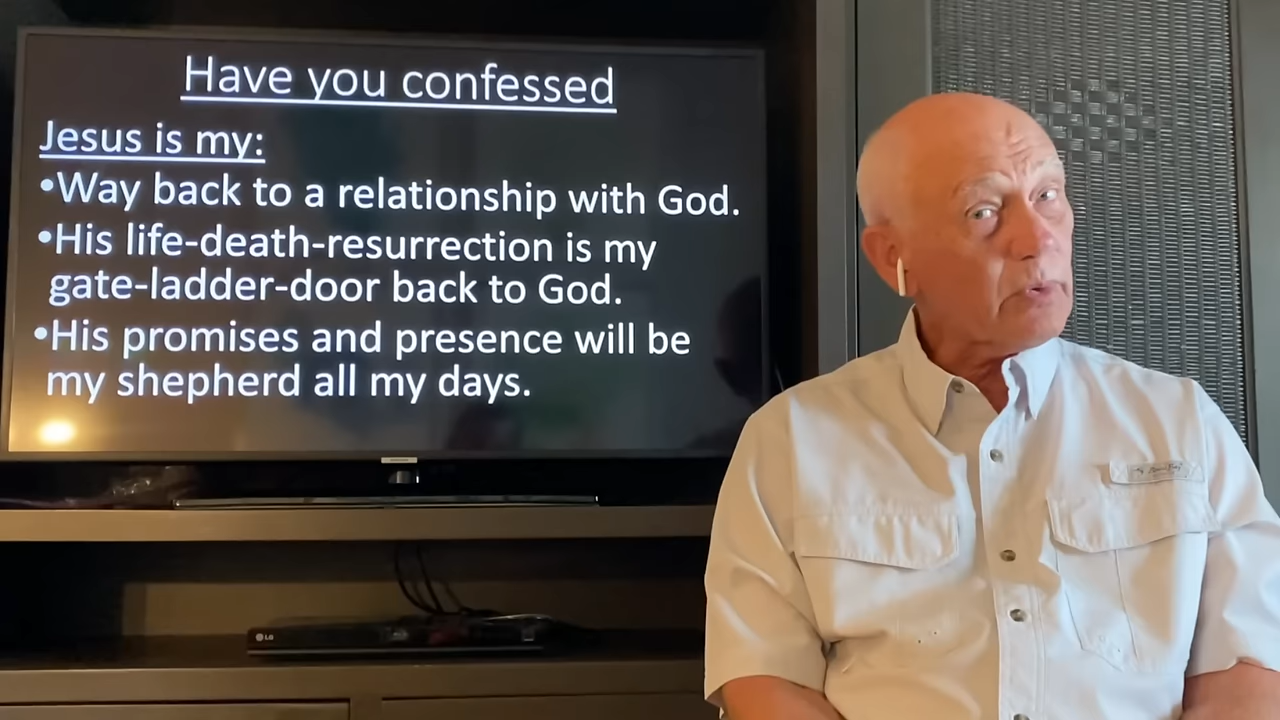 Have you confessed
Jesus is my:
•Way back to a relationship with God.
•His life-death-resurrection is my
gate-ladder-door back to God.
•His promises and presence will be
my shepherd all my days.
LG